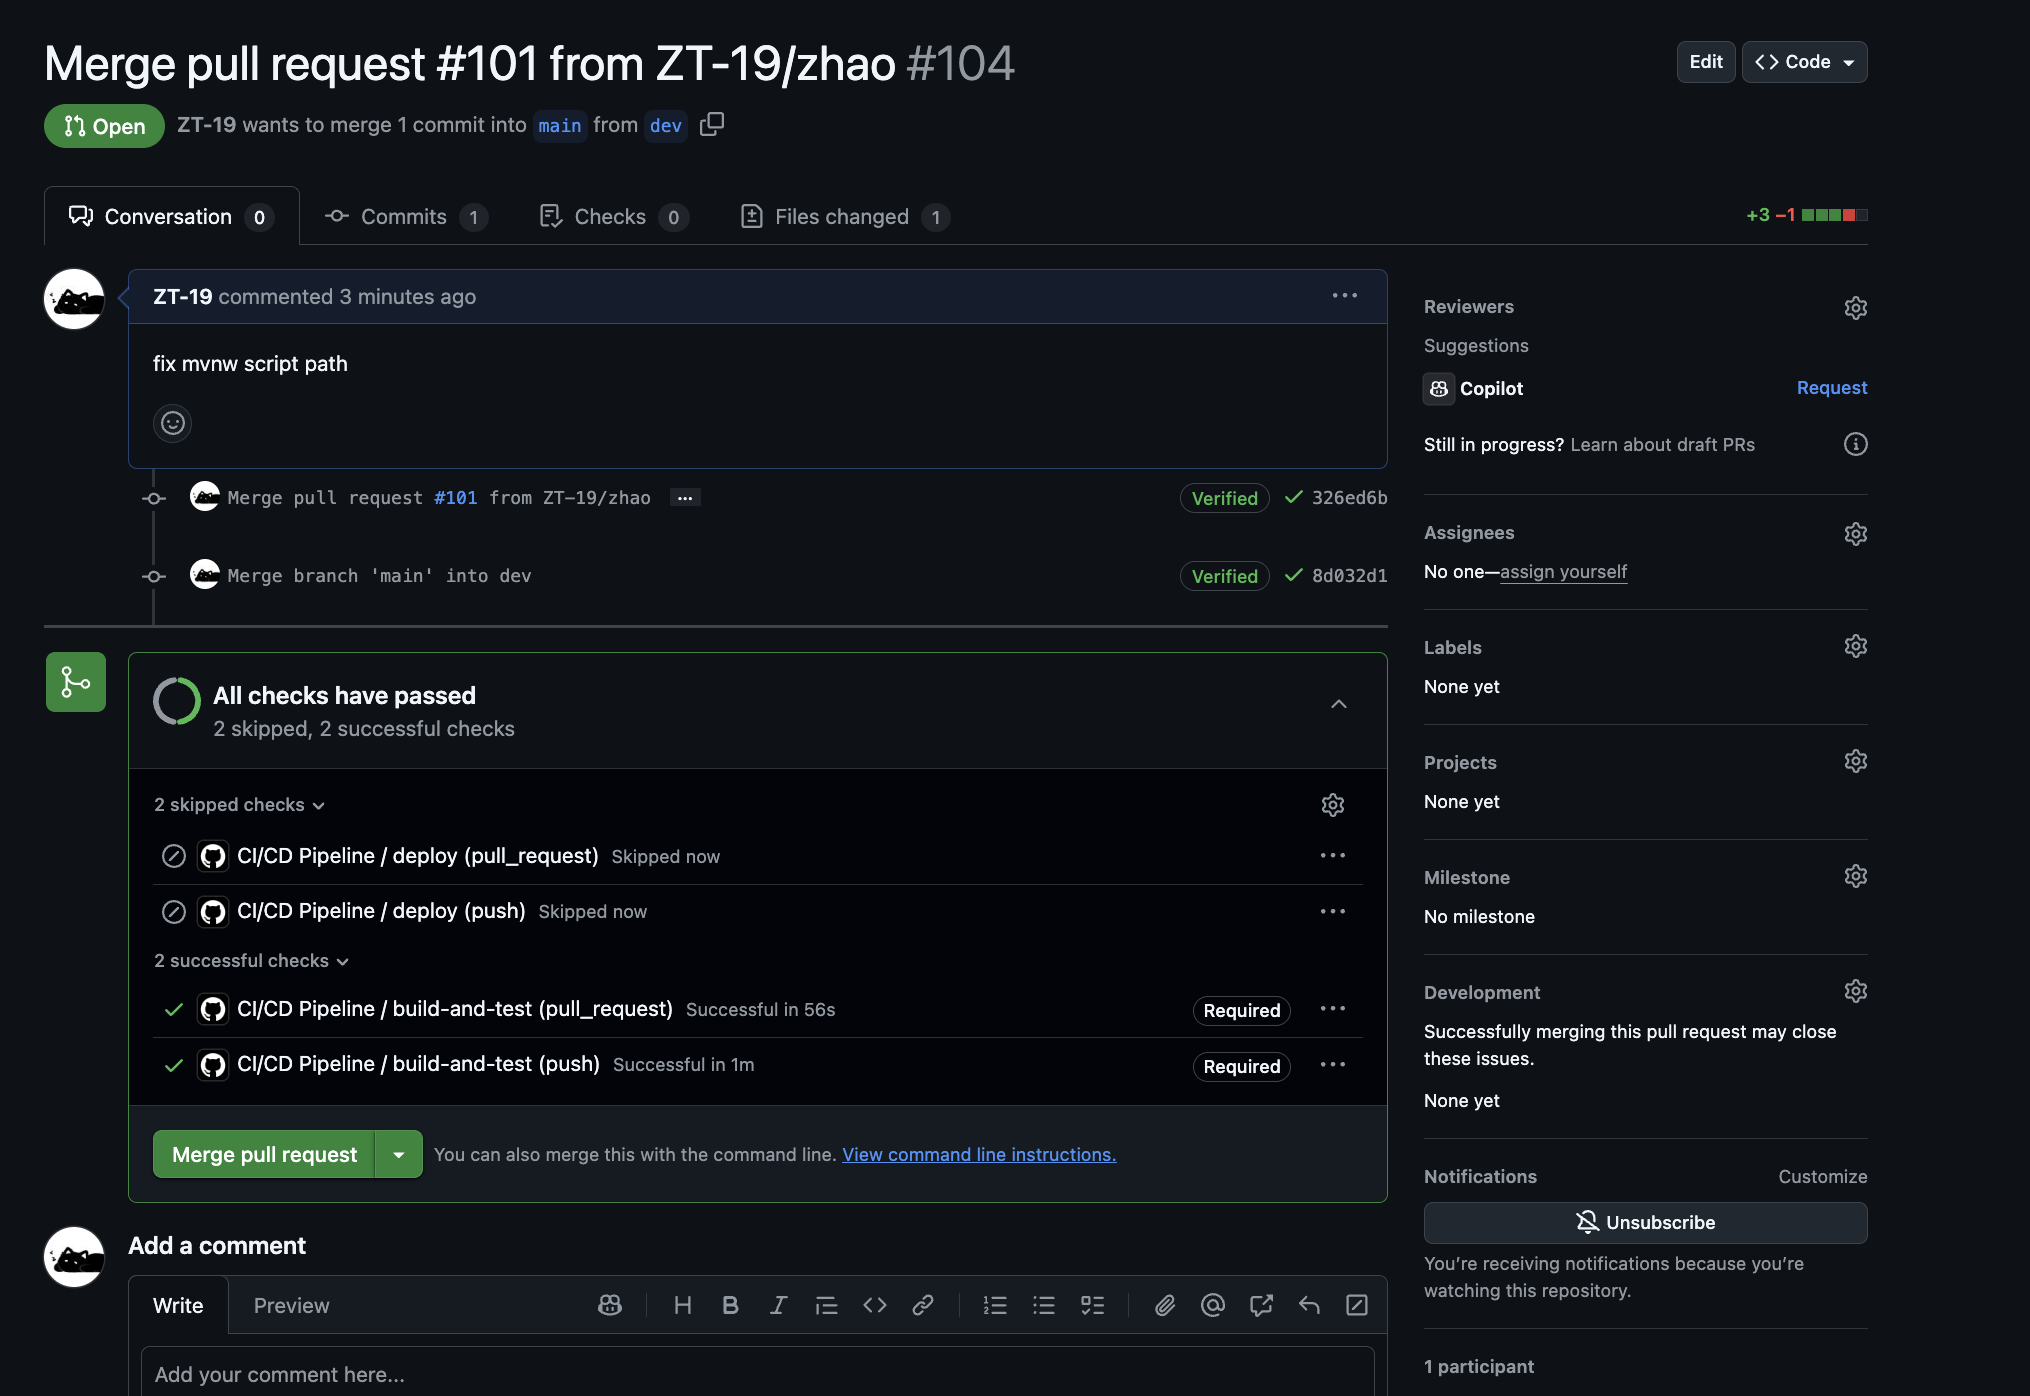 Merge pull request #101 from ZT-19/zhao #104
Edit
Code
Open
ZT-19 wants to merge 1 commit into main from dev
Conversation 0
Commits 1
Checks 0
Files changed 1
+3 −1
ZT-19 commented 3 minutes ago
fix mvnw script path
Merge pull request #101 from ZT-19/zhao ...
Verified
326ed6b
Merge branch 'main' into dev
Verified
8d032d1
All checks have passed
2 skipped, 2 successful checks
2 skipped checks
CI/CD Pipeline / deploy (pull_request) Skipped now
CI/CD Pipeline / deploy (push) Skipped now
2 successful checks
CI/CD Pipeline / build-and-test (pull_request) Successful in 56s
Required
CI/CD Pipeline / build-and-test (push) Successful in 1m
Required
Merge pull request
You can also merge this with the command line. View command line instructions.
Add a comment
Write
Preview
Add your comment here...
Reviewers
Suggestions
Copilot
Request
Still in progress? Learn about draft PRs
Assignees
No one—assign yourself
Labels
None yet
Projects
None yet
Milestone
No milestone
Development
Successfully merging this pull request may close
these issues.
None yet
Notifications
Customize
Unsubscribe
You're receiving notifications because you're
watching this repository.
1 participant